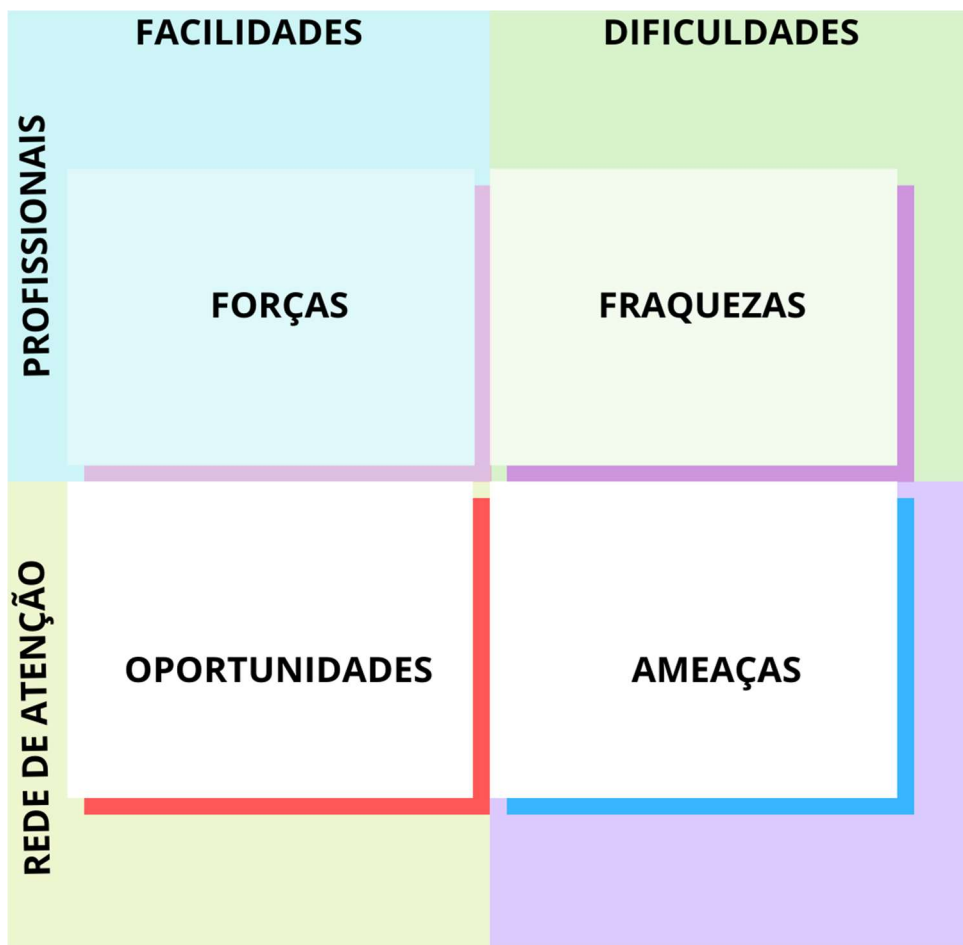 FACILIDADES
DIFICULDADES
PROFISSIONAIS
FORÇAS
FRAQUEZAS
REDE DE ATENÇÃO
OPORTUNIDADES
AMEAÇAS